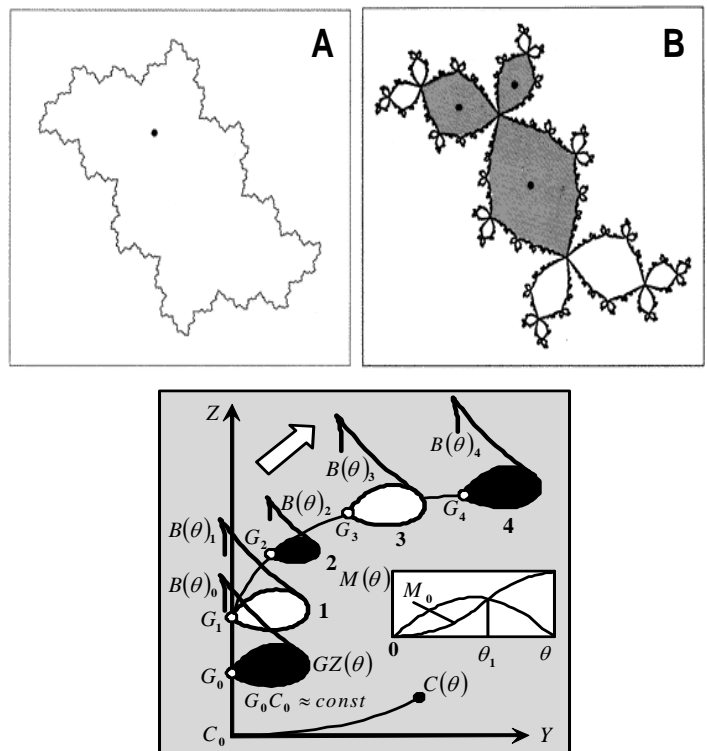 A
B
Z
B(θ)₄
B(θ)₃
B(θ)₂
G₄
B(θ)₁
G₂
G₃
4
3
2
M(θ)
B(θ)₀
M₀
1
G₁
0
θ₁
θ
GZ(θ)
G₀
G₀C₀ ≈ const
C(θ)
C₀
Y